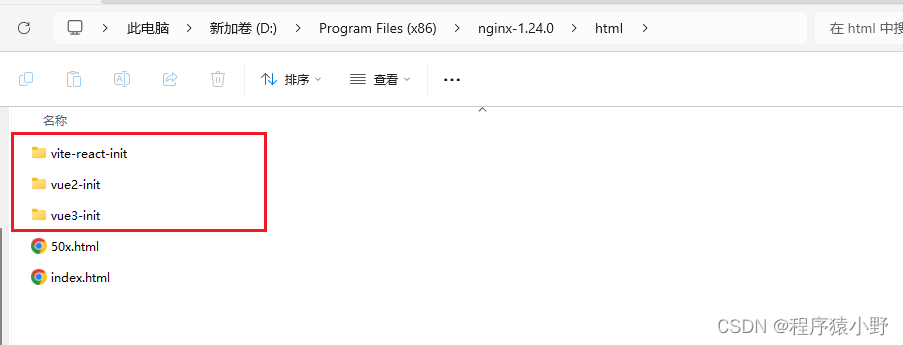 此电脑 新加卷 (D:) Program Files (x86) nginx-1.24.0 html 在 html 中搜
排序 查看
名称
vite-react-init
vue2-init
vue3-init
50x.html
index.html
CSDN @程序猿小野